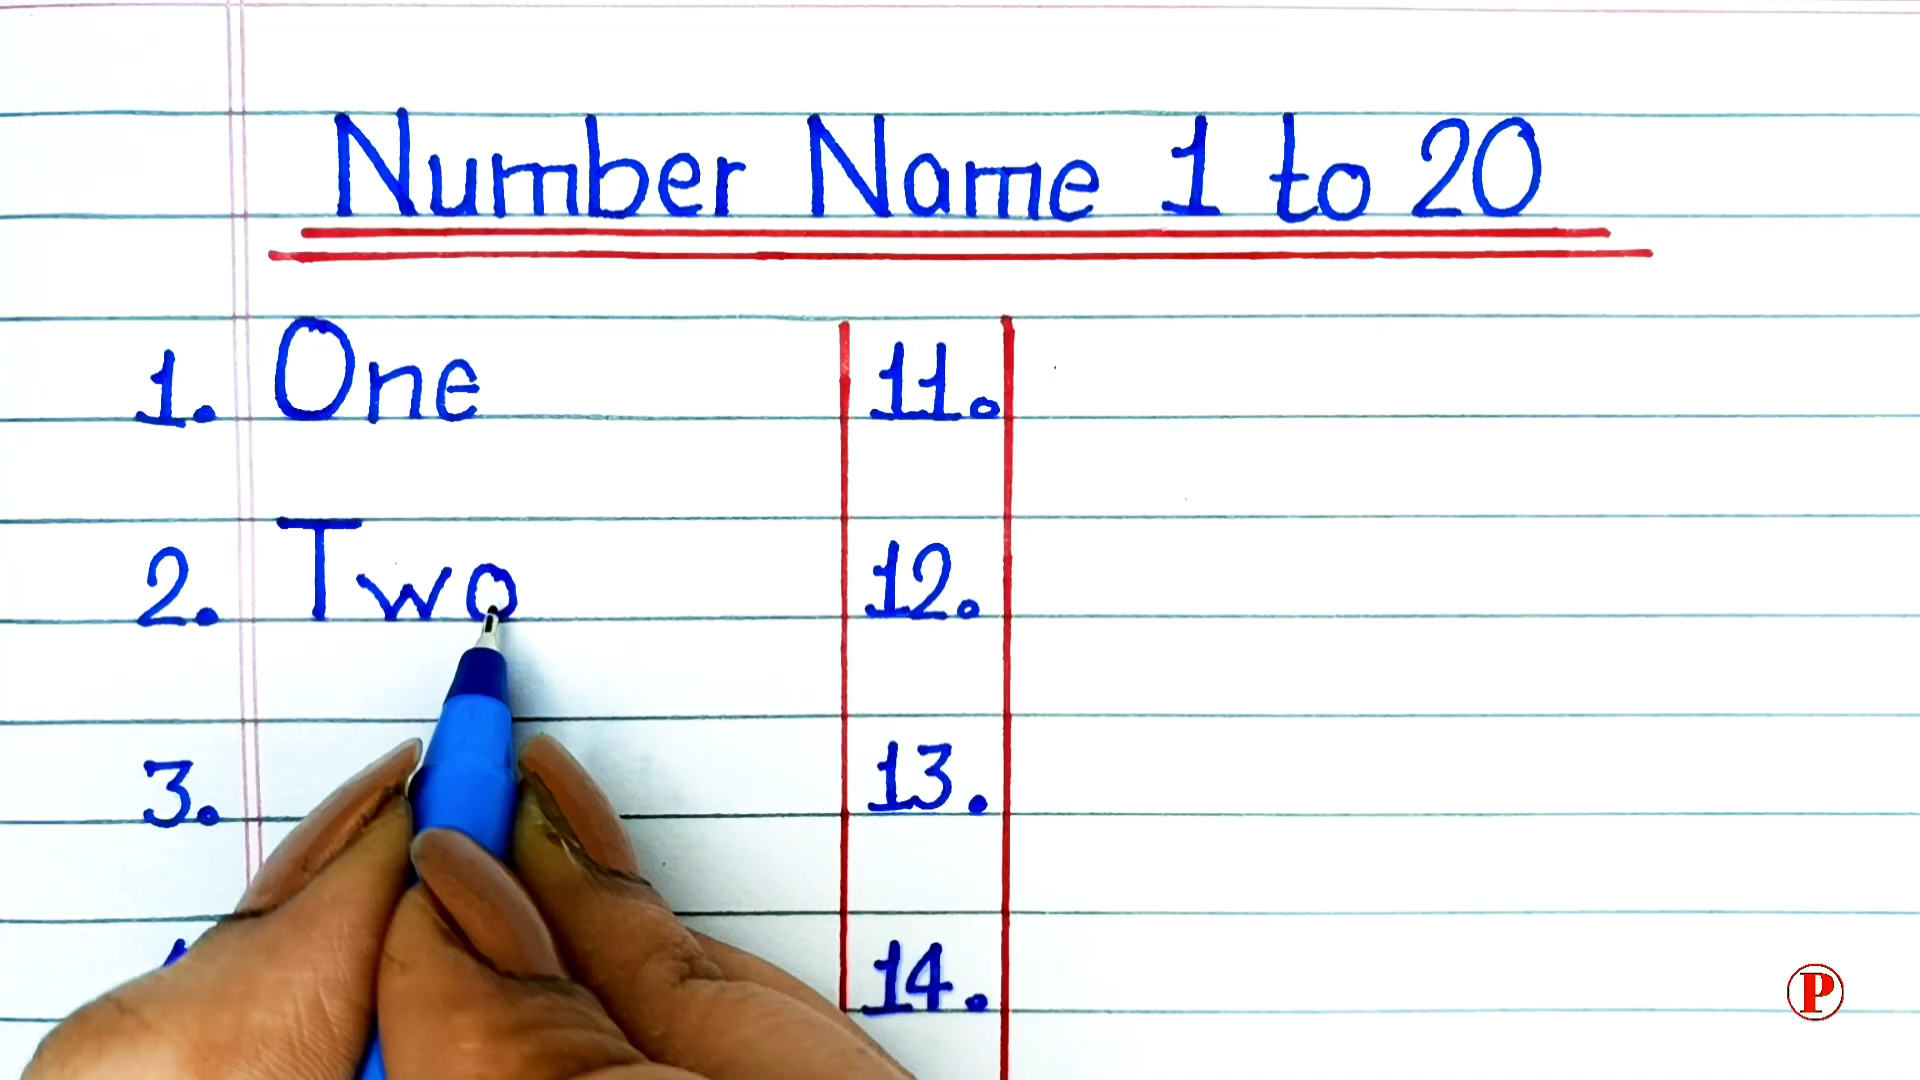 Number Name 1 to 20
1. One 11.
2. Two 12.
3. 13.
14.
P